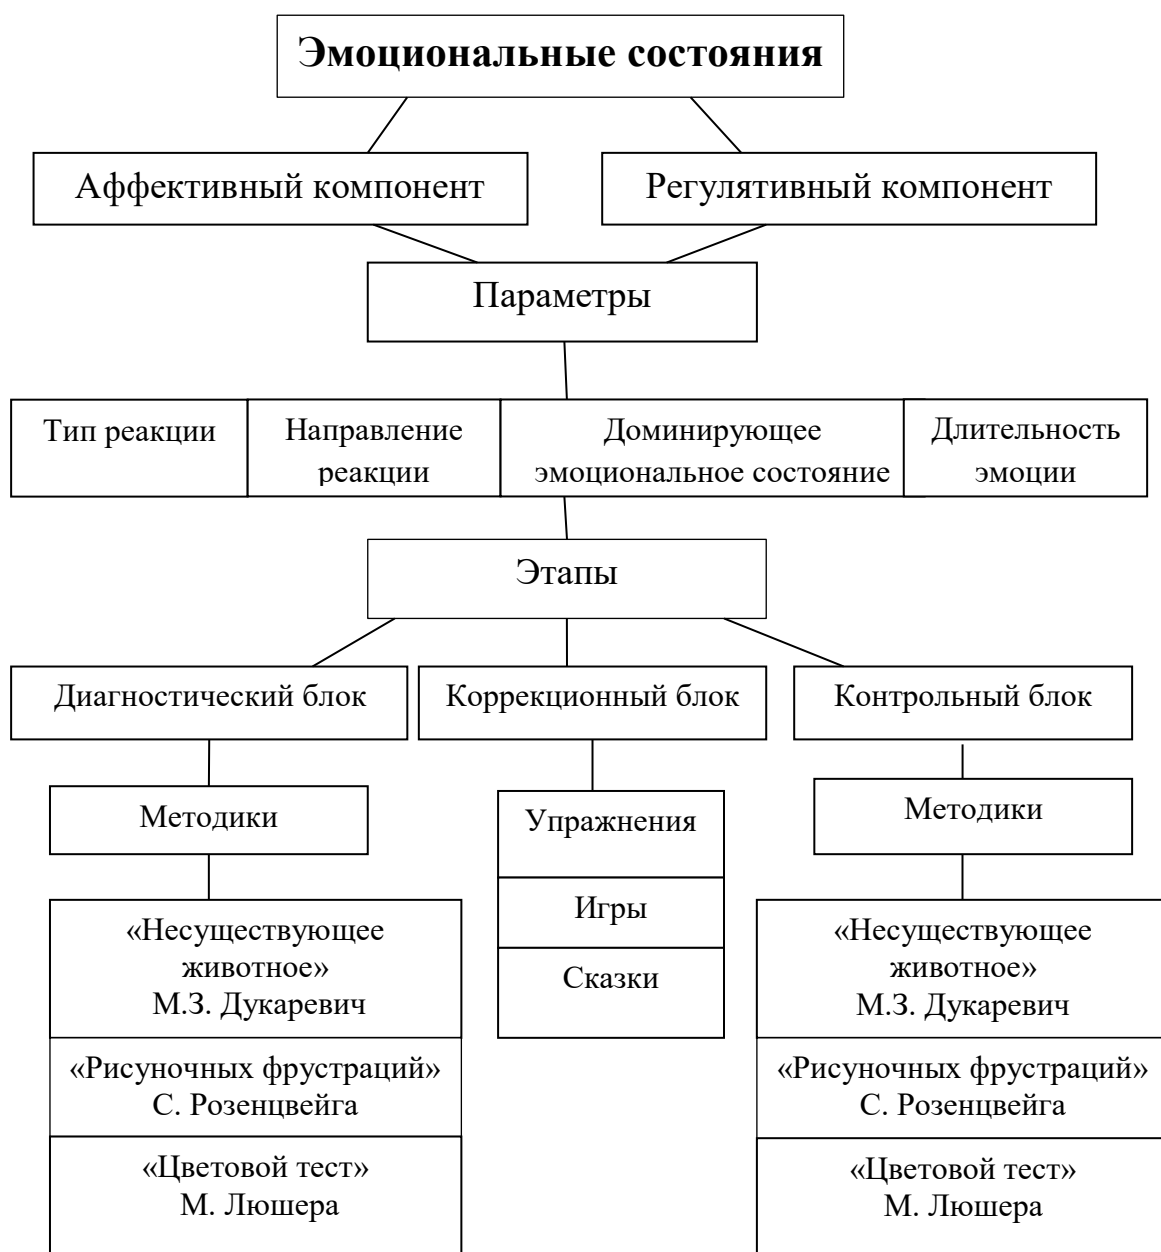 Эмоциональные состояния
Аффективный компонент
Регулятивный компонент
Параметры
Тип реакции
Направление
реакции
Доминирующее
эмоциональное состояние
Длительность
эмоции
Этапы
Диагностический блок
Коррекционный блок
Контрольный блок
Методики
Упражнения
Игры
Сказки
Методики
«Несуществующее
животное»
М.З. Дукаревич
«Рисуночных фрустраций»
С. Розенцвейга
«Цветовой тест»
М. Люшера
«Несуществующее
животное»
М.З. Дукаревич
«Рисуночных фрустраций»
С. Розенцвейга
«Цветовой тест»
М. Люшера